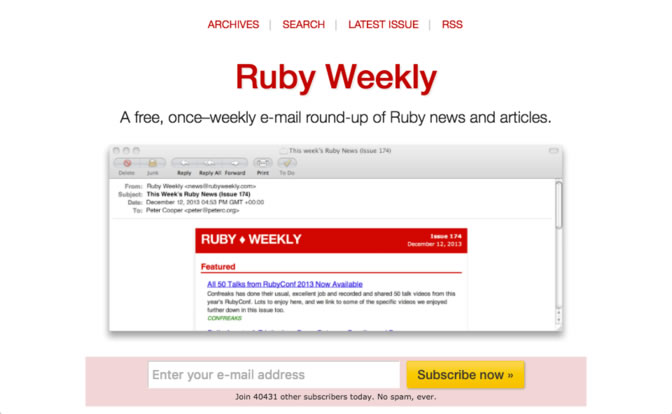 ARCHIVES | SEARCH | LATEST ISSUE | RSS
Ruby Weekly
A free, once–weekly e-mail round-up of Ruby news and articles.
This week's Ruby News (Issue 174)
Delete Junk Reply Reply All Forward Print To Do
From: Ruby Weekly <news@rubyweekly.com>
Subject: This Week's Ruby News (Issue 174)
Date: December 12, 2013 04:53 PM GMT +00:00
To: Peter Cooper <peter@peterc.org>
RUBY ♦ WEEKLY
Issue 174
December 12, 2013
Featured
All 50 Talks from RubyConf 2013 Now Available
Confreaks has done their usual, excellent job and recorded and shared 50 talk videos from this
year's RubyConf. Lots to enjoy here, and we link to some of the specific videos we enjoyed
further down in this issue too.
CONFREAKS
Enter your e-mail address
Subscribe now »
Join 40431 other subscribers today. No spam, ever.